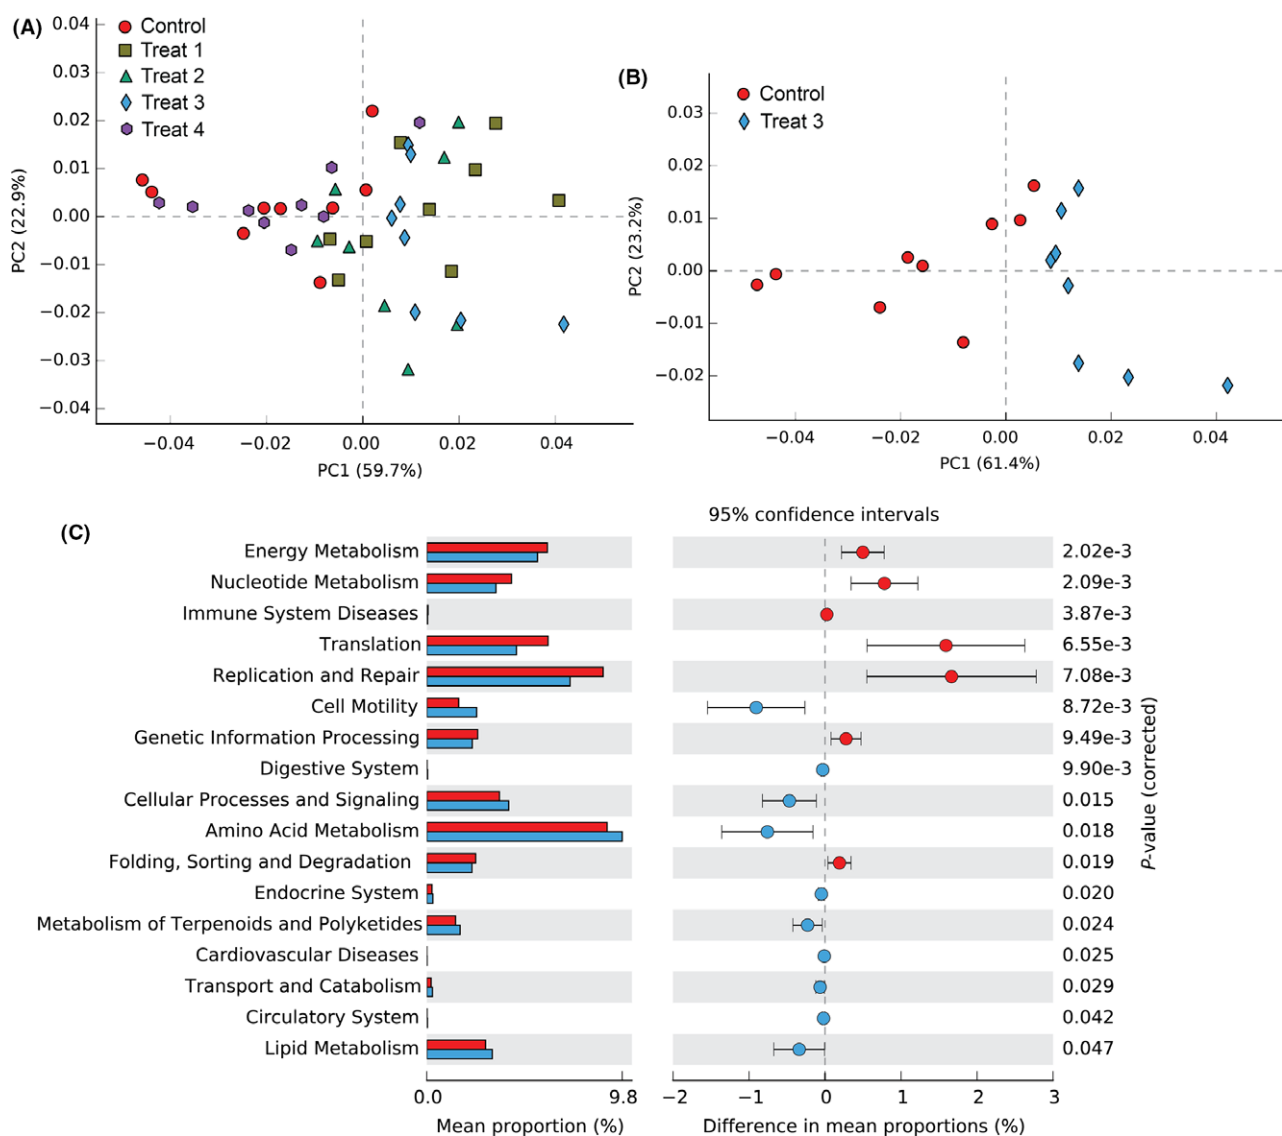 (A)
Control
Treat 1
Treat 2
Treat 3
Treat 4
0.04
0.03
0.02
0.01
0.00
−0.01
−0.02
−0.03
−0.04
PC2 (22.9%)
−0.04 −0.02 0.00 0.02 0.04
PC1 (59.7%)
(B)
Control
Treat 3
0.03
0.02
0.01
0.00
−0.01
−0.02
PC2 (23.2%)
−0.04 −0.02 0.00 0.02 0.04
PC1 (61.4%)
(C)
95% confidence intervals
Energy Metabolism 2.02e-3
Nucleotide Metabolism 2.09e-3
Immune System Diseases 3.87e-3
Translation 6.55e-3
Replication and Repair 7.08e-3
Cell Motility 8.72e-3
Genetic Information Processing 9.49e-3
Digestive System 9.90e-3
Cellular Processes and Signaling 0.015
Amino Acid Metabolism 0.018
Folding, Sorting and Degradation 0.019
Endocrine System 0.020
Metabolism of Terpenoids and Polyketides 0.024
Cardiovascular Diseases 0.025
Transport and Catabolism 0.029
Circulatory System 0.042
Lipid Metabolism 0.047
P-value (corrected)
0.0 9.8 −2 −1 0 1 2 3
Mean proportion (%) Difference in mean proportions (%)